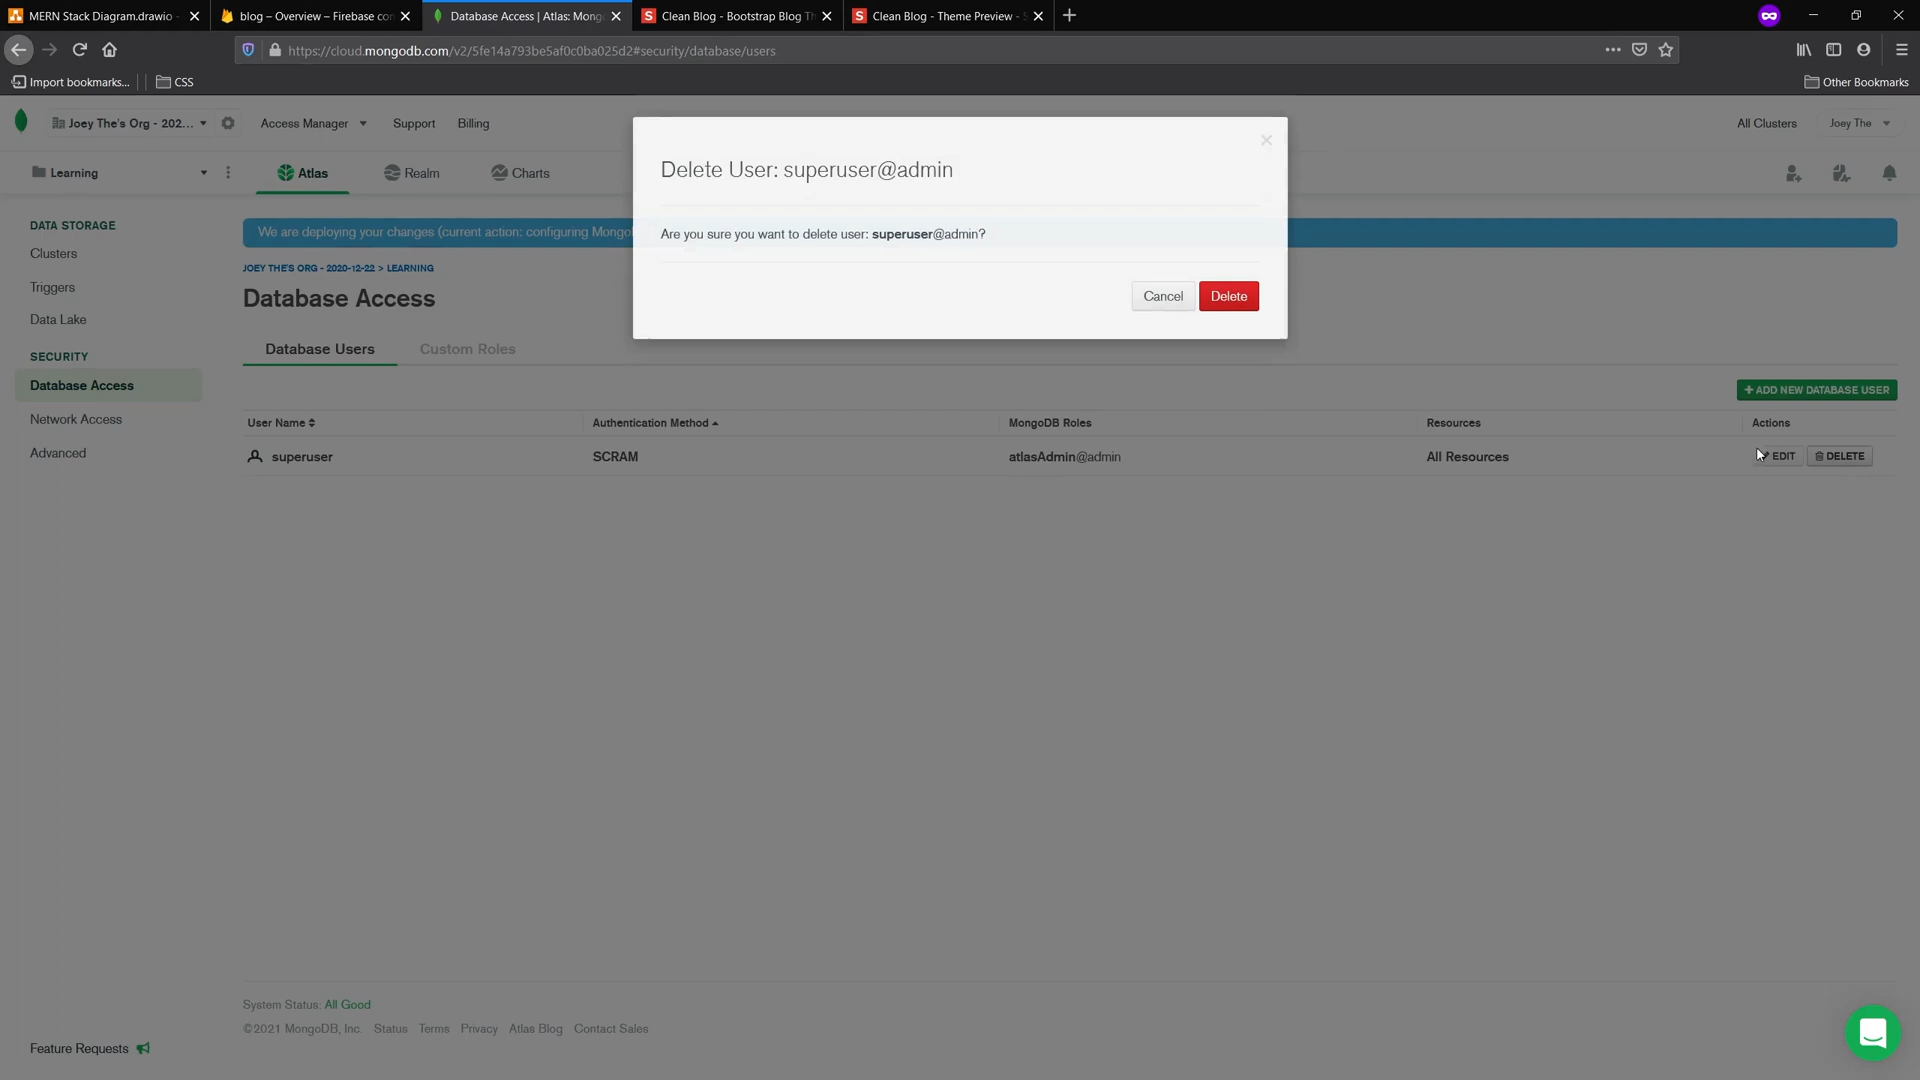 MERN Stack Diagram.drawio -
blog – Overview – Firebase con
Database Access | Atlas: Mong
Clean Blog - Bootstrap Blog Th
Clean Blog - Theme Preview - S
https://cloud.mongodb.com/v2/5fe14a793be5af0c0ba025d2#security/database/users
Import bookmarks...
CSS
Other Bookmarks
Joey The's Org - 202...
Access Manager
Support
Billing
All Clusters
Joey The
Learning
Atlas
Realm
Charts
Delete User: superuser@admin
Are you sure you want to delete user: superuser@admin?
Cancel
Delete
DATA STORAGE
Clusters
Triggers
Data Lake
SECURITY
Database Access
Network Access
Advanced
We are deploying your changes (current action: configuring Mongo
JOEY THE'S ORG - 2020-12-22 > LEARNING
Database Access
Database Users
Custom Roles
+ ADD NEW DATABASE USER
User Name
Authentication Method
MongoDB Roles
Resources
Actions
superuser
SCRAM
atlasAdmin@admin
All Resources
EDIT
DELETE
System Status: All Good
©2021 MongoDB, Inc.
Status
Terms
Privacy
Atlas Blog
Contact Sales
Feature Requests